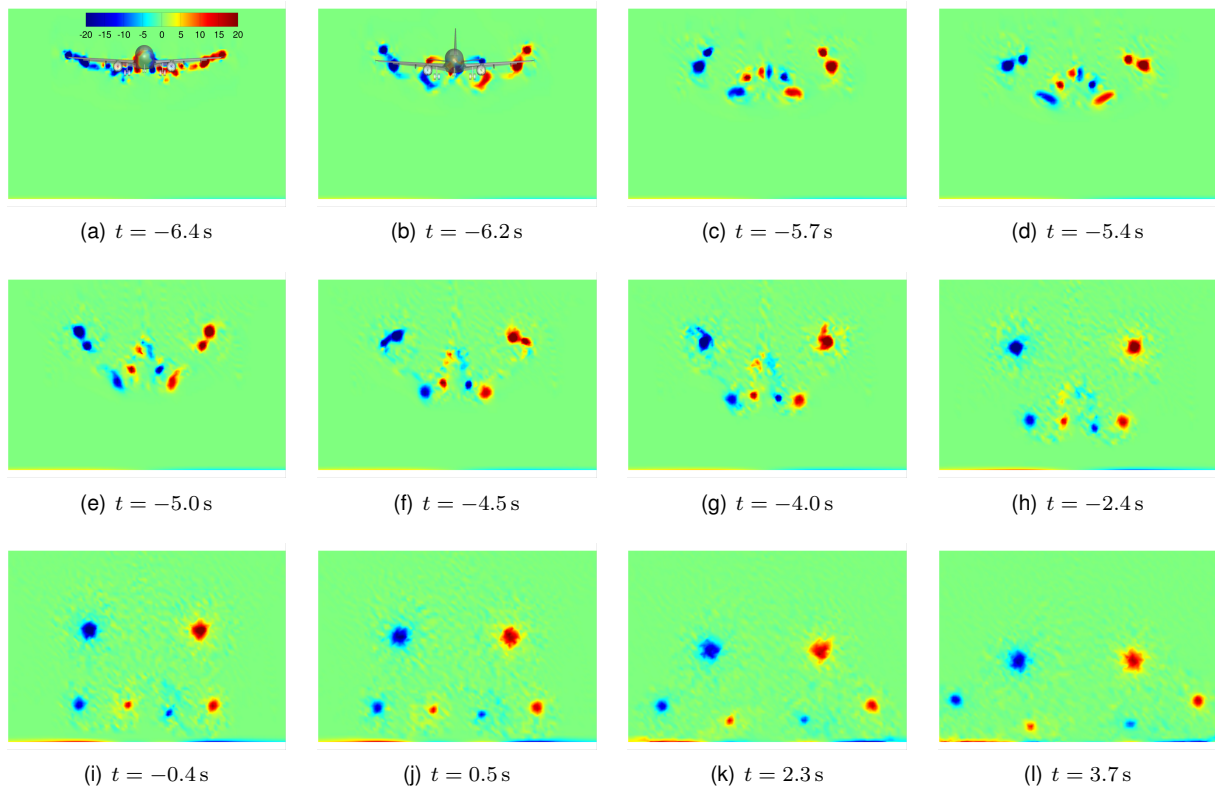 -20 -15 -10 -5 0 5 10 15 20
(a) t = −6.4 s
(b) t = −6.2 s
(c) t = −5.7 s
(d) t = −5.4 s
(e) t = −5.0 s
(f) t = −4.5 s
(g) t = −4.0 s
(h) t = −2.4 s
(i) t = −0.4 s
(j) t = 0.5 s
(k) t = 2.3 s
(l) t = 3.7 s